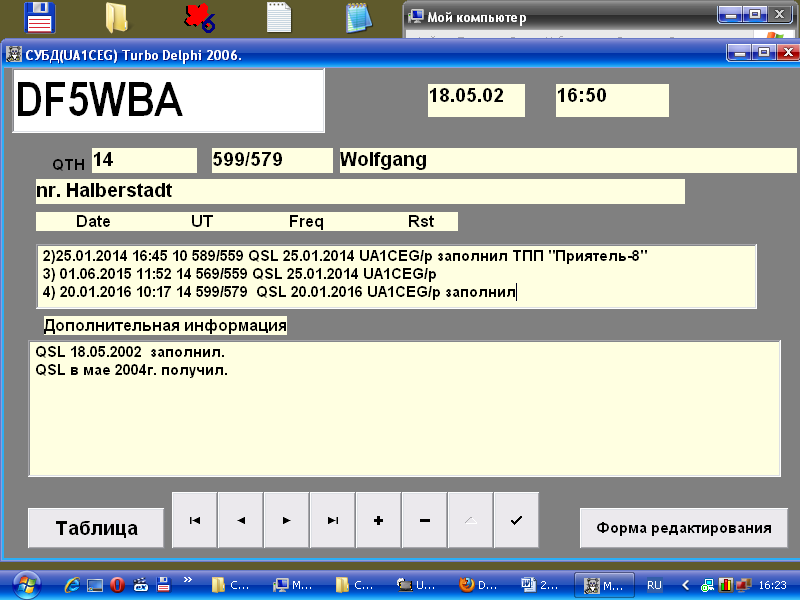 Мой компьютер
СУБД(UA1CEG) Turbo Delphi 2006.
DF5WBA
18.05.02
16:50
QTH 14 599/579 Wolfgang
nr. Halberstadt
Date UT Freq Rst
2)25.01.2014 16:45 10 589/559 QSL 25.01.2014 UA1CEG/p заполнил ТПП "Приятель-8"
3) 01.06.2015 11:52 14 569/559 QSL 25.01.2014 UA1CEG/p
4) 20.01.2016 10:17 14 599/579 QSL 20.01.2016 UA1CEG/p заполнил
Дополнительная информация
QSL 18.05.2002 заполнил.
QSL в мае 2004г. получил.
Таблица
Форма редактирования
С... М... С... U... D... 2... М... RU 16:23